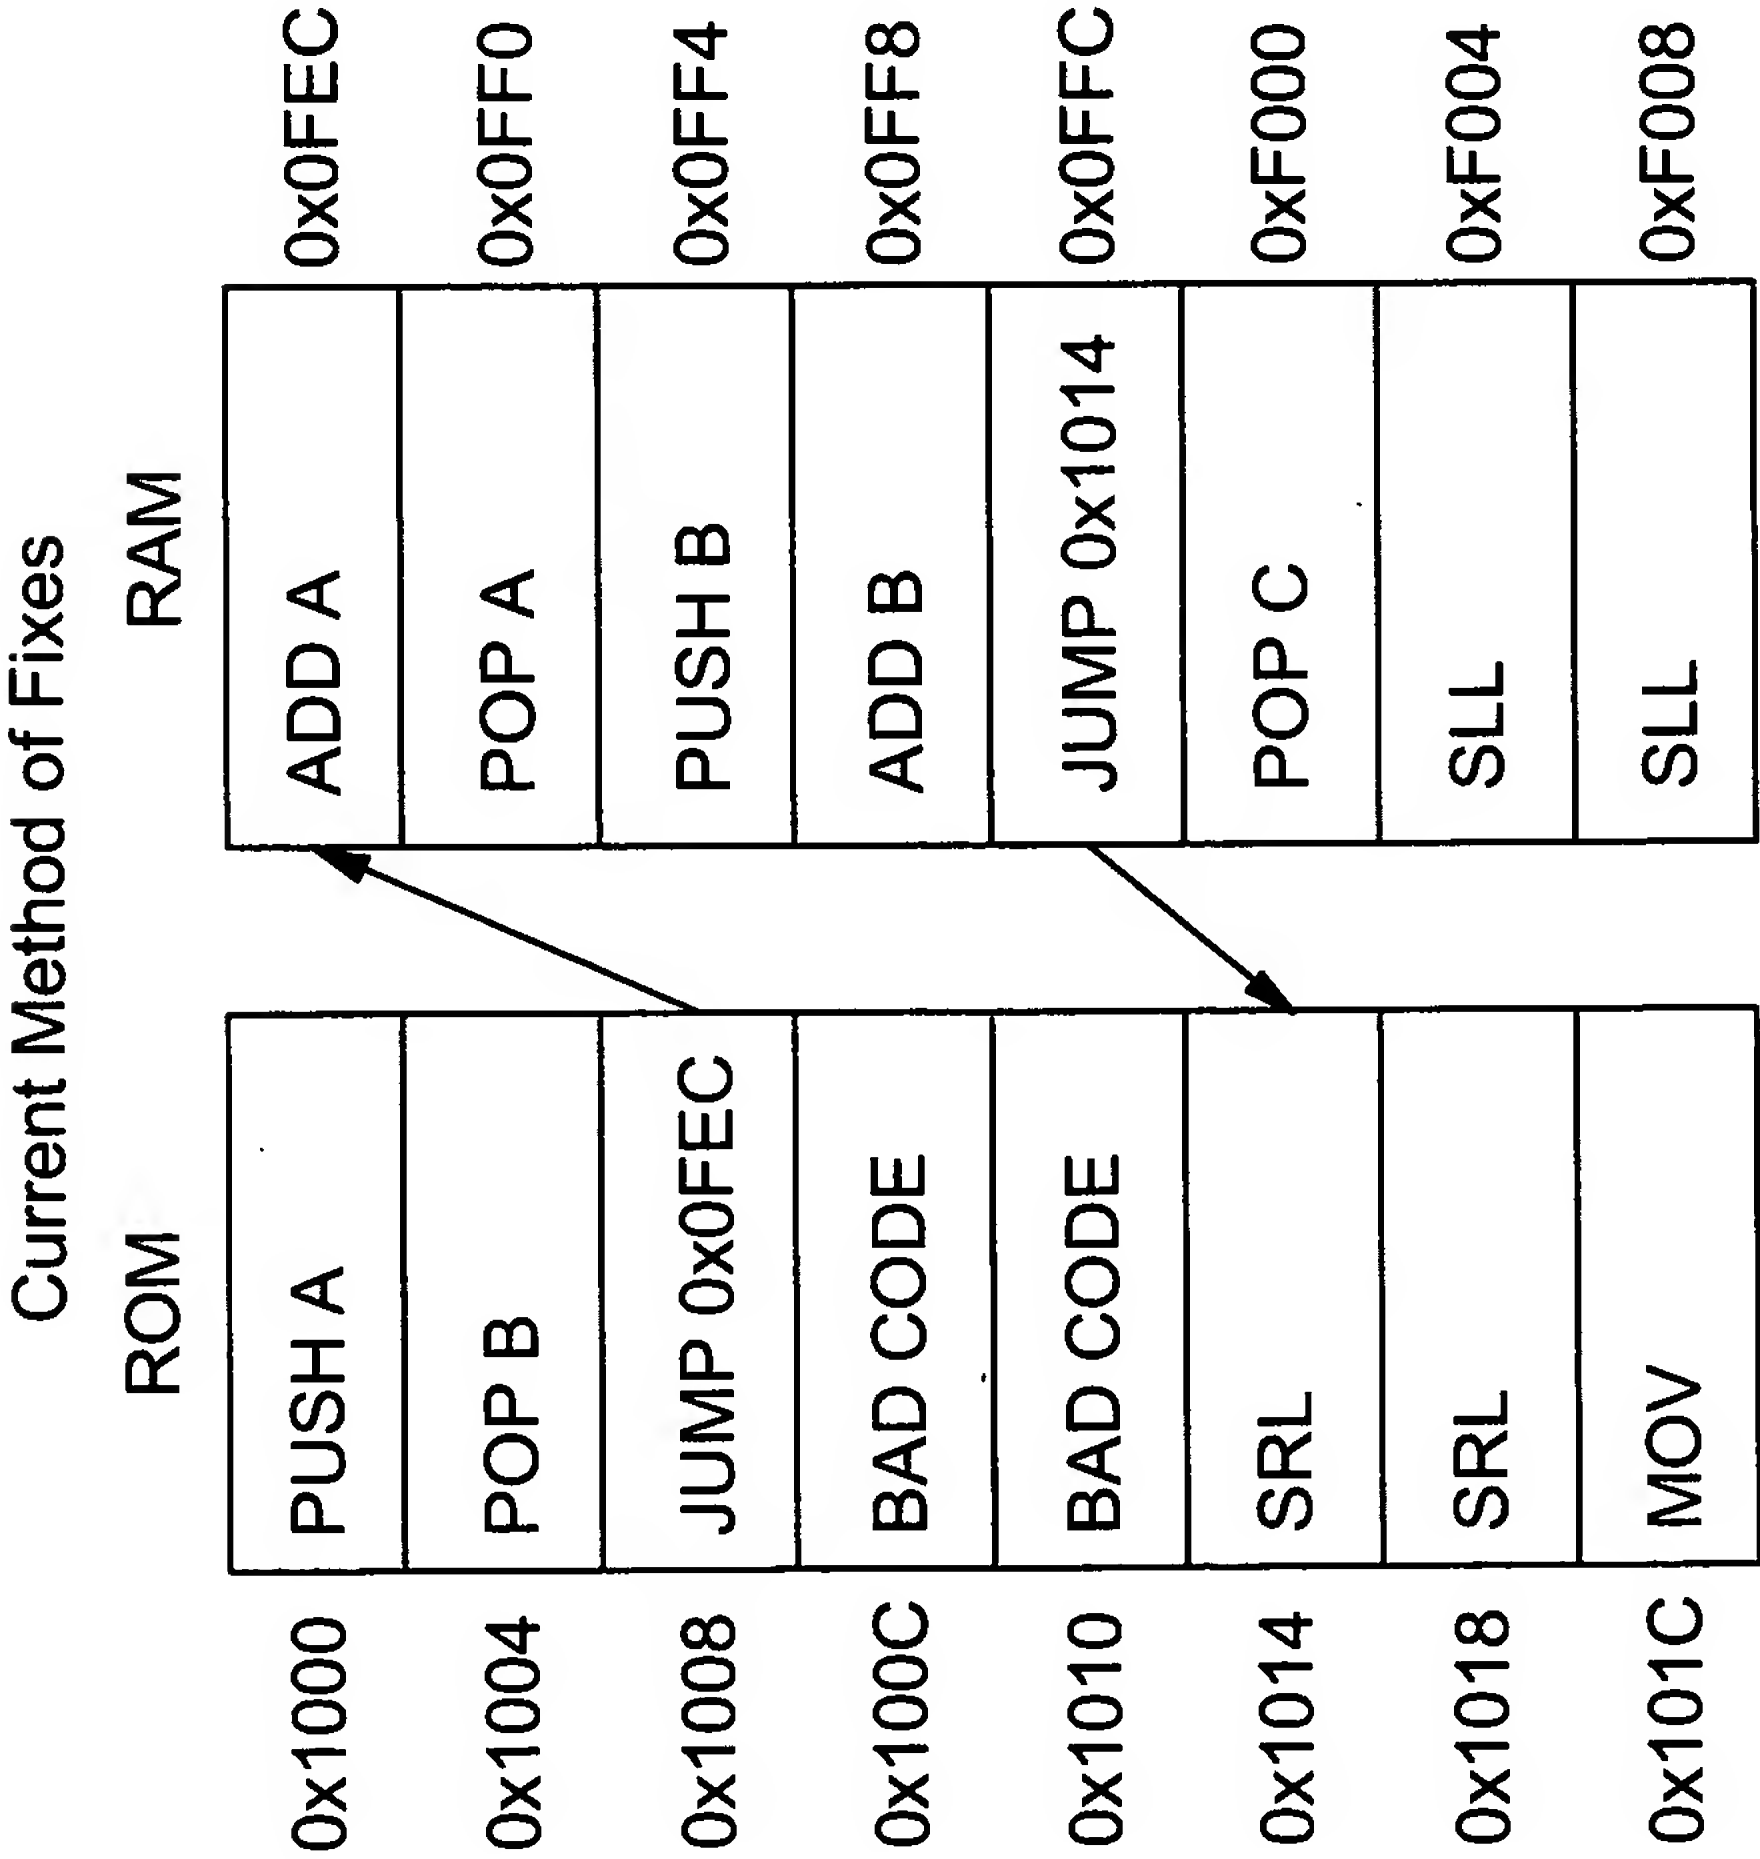 Current Method of Fixes
ROM RAM
0x1000 PUSH A ADD A 0x0FEC
0x1004 POP B POP A 0x0FF0
0x1008 JUMP 0x0FEC PUSH B 0x0FF4
0x100C BAD CODE ADD B 0x0FF8
0x1010 BAD CODE JUMP 0x1014 0x0FFC
0x1014 SRL POP C 0xF000
0x1018 SRL SLL 0xF004
0x101C MOV SLL 0xF008